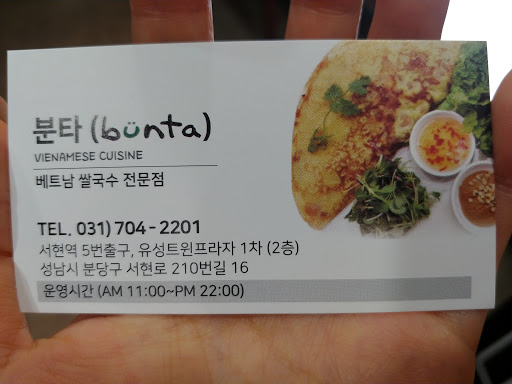 분타 (bünta)
VIENAMESE CUISINE
베트남 쌀국수 전문점
TEL. 031) 704 - 2201
서현역 5번출구, 유성트윈프라자 1차 (2층)
성남시 분당구 서현로 210번길 16
운영시간 (AM 11:00~PM 22:00)